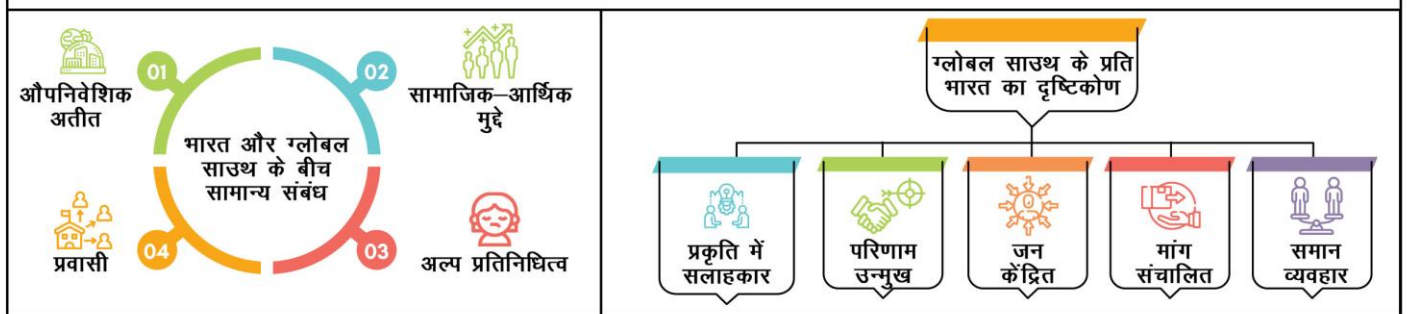 01
औपनिवेशिक
अतीत
02
सामाजिक–आर्थिक
मुद्दे
भारत और ग्लोबल
साउथ के बीच
सामान्य संबंध
04
प्रवासी
03
अल्प प्रतिनिधित्व
ग्लोबल साउथ के प्रति
भारत का दृष्टिकोण
प्रकृति में
सलाहकार
परिणाम
उन्मुख
जन
केंद्रित
मांग
संचालित
समान
व्यवहार